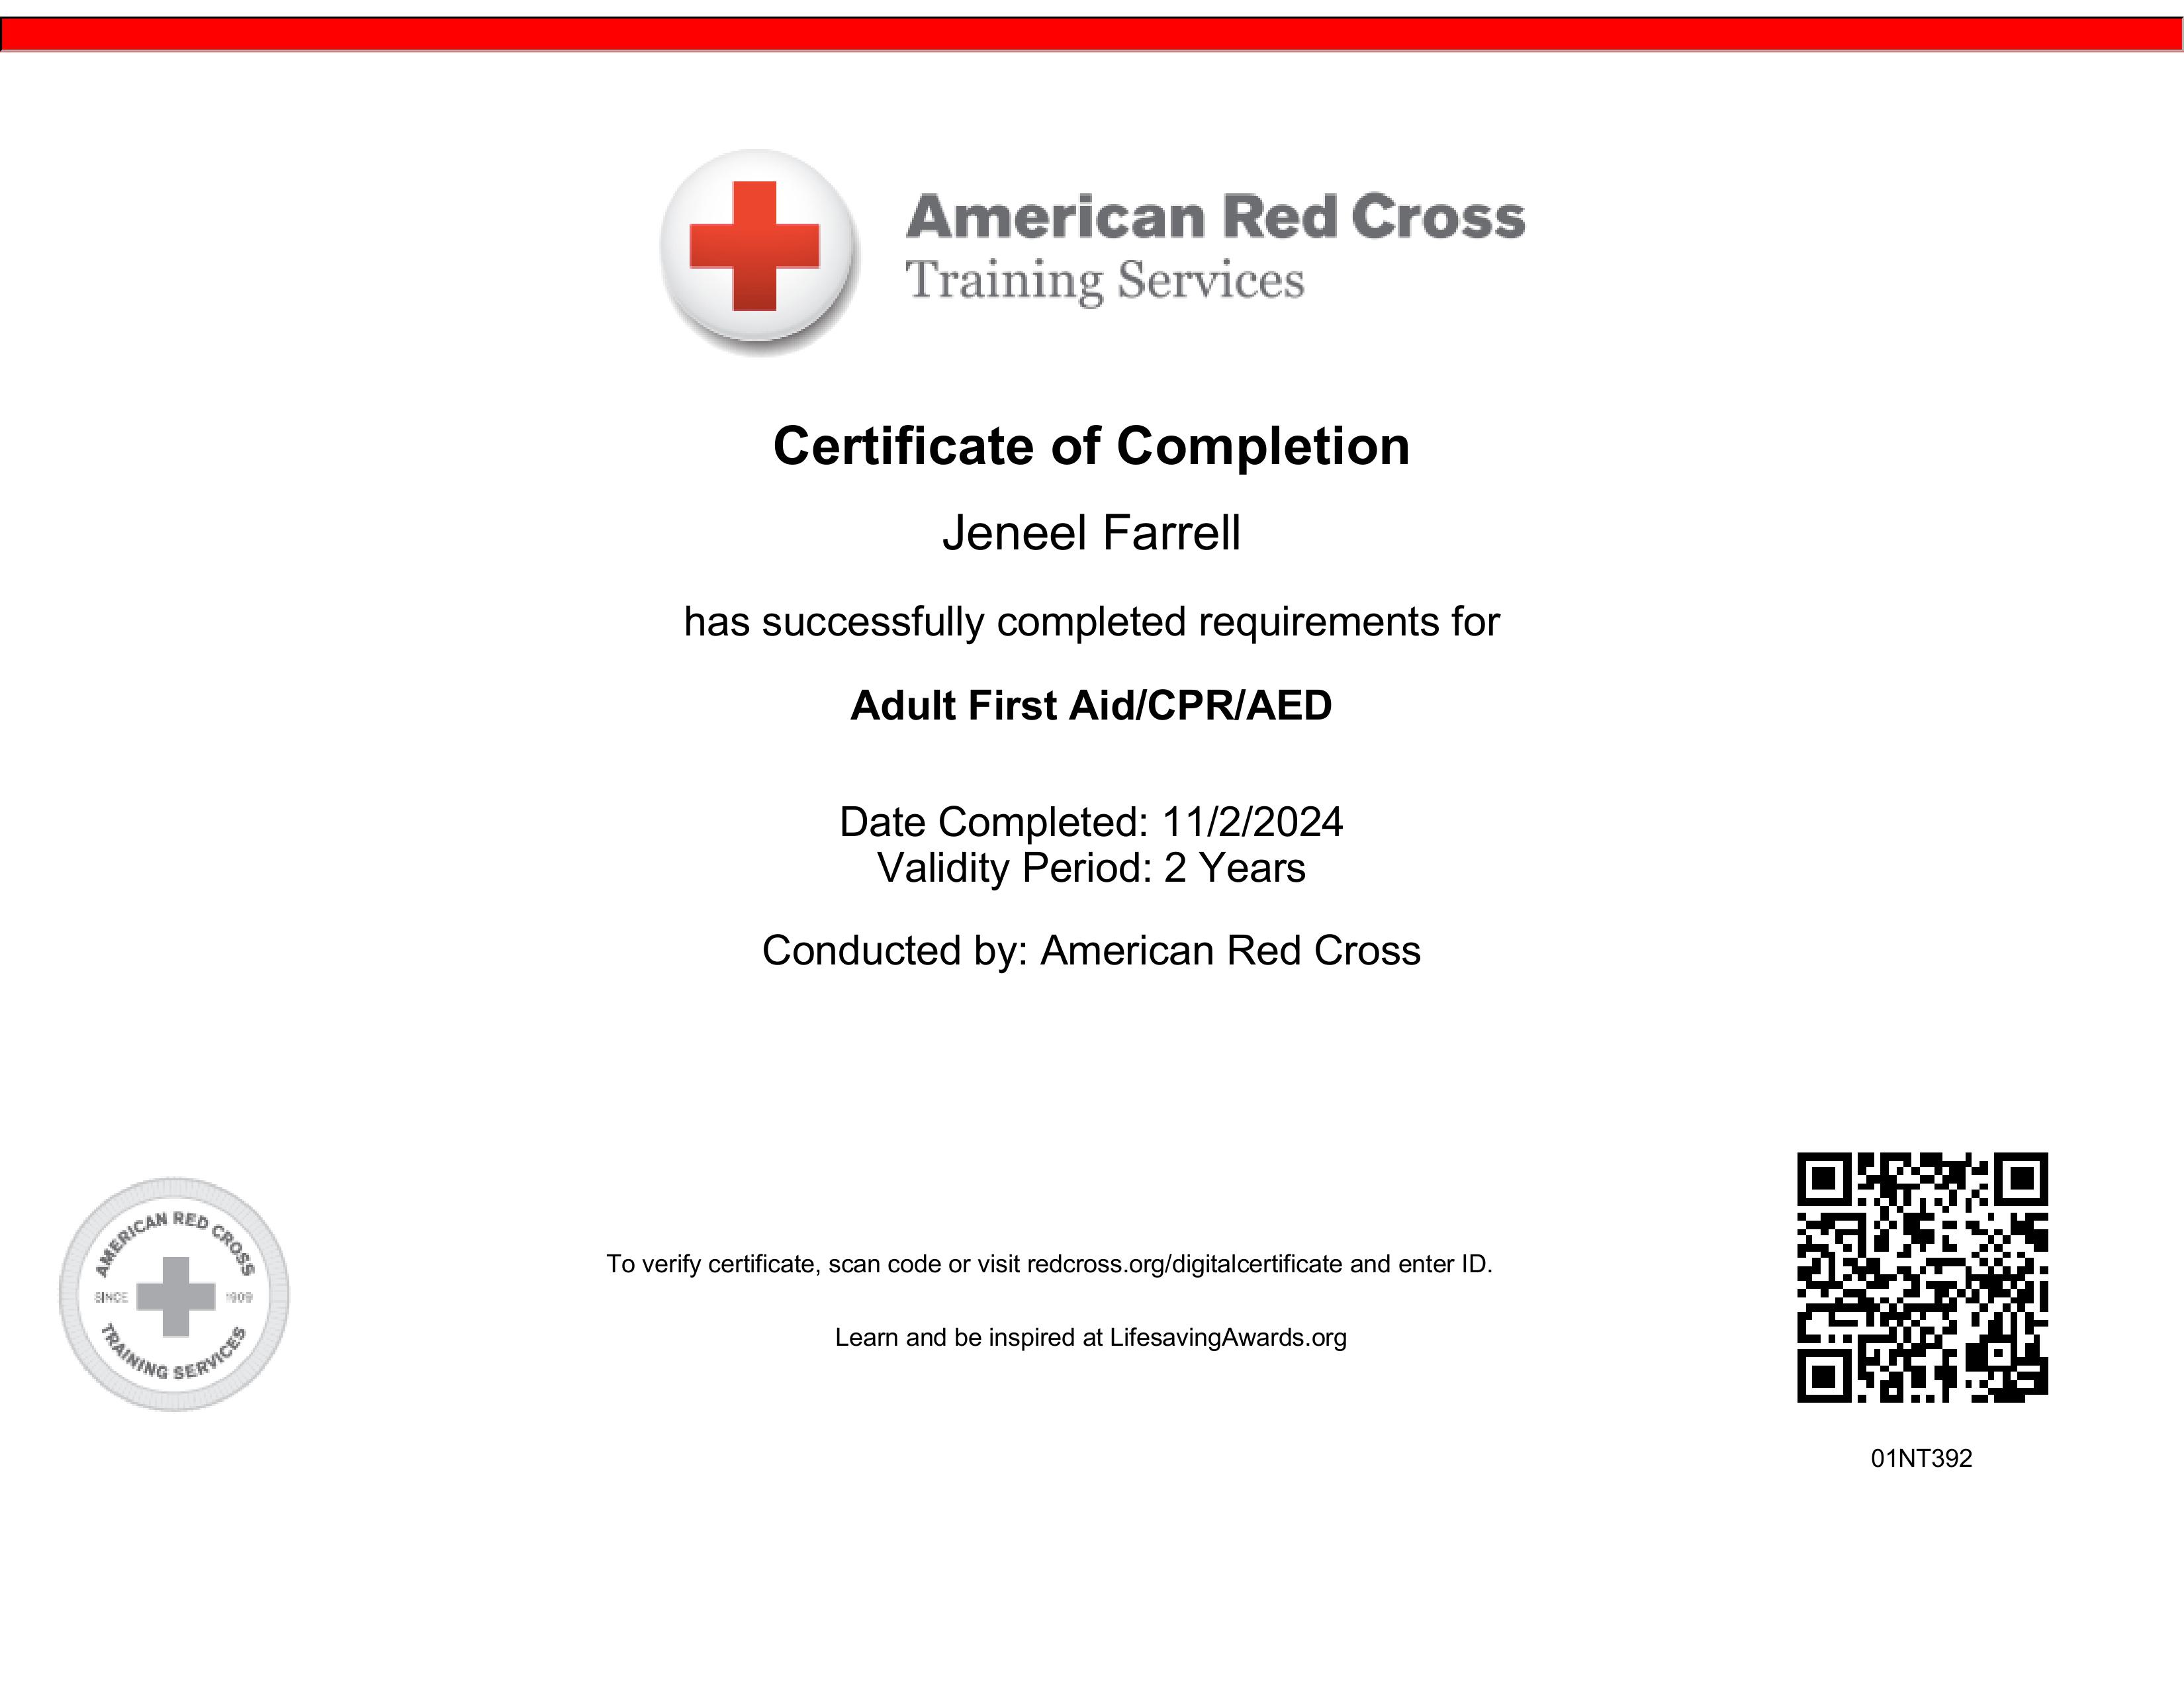 American Red Cross
Training Services
Certificate of Completion
Jeneel Farrell
has successfully completed requirements for
Adult First Aid/CPR/AED
Date Completed: 11/2/2024
Validity Period: 2 Years
Conducted by: American Red Cross
AMERICAN RED CROSS
SINCE 1909
TRAINING SERVICES
To verify certificate, scan code or visit redcross.org/digitalcertificate and enter ID.
Learn and be inspired at LifesavingAwards.org
01NT392